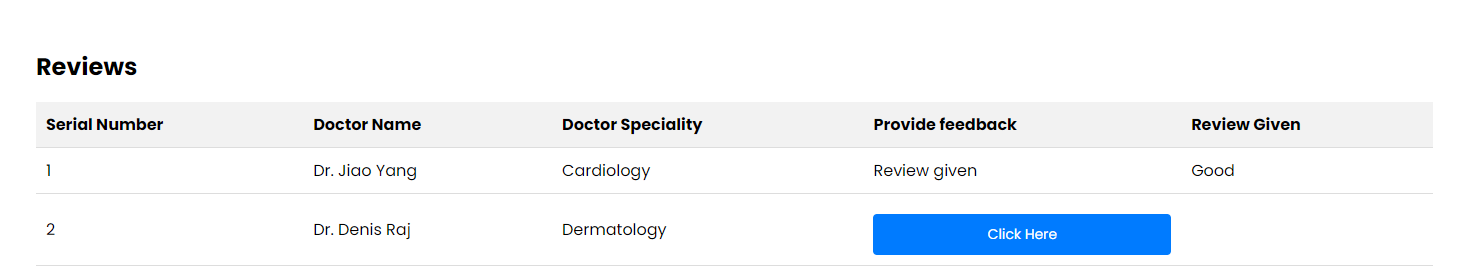 Reviews
Serial Number Doctor Name Doctor Speciality Provide feedback Review Given
1 Dr. Jiao Yang Cardiology Review given Good
2 Dr. Denis Raj Dermatology Click Here